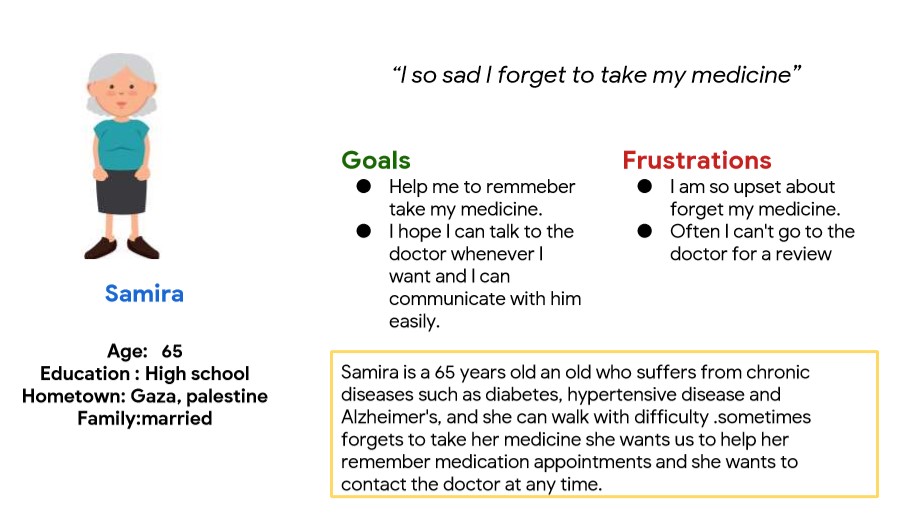 “I so sad I forget to take my medicine”
Samira
Age: 65
Education : High school
Hometown: Gaza, palestine
Family:married
Goals
● Help me to remmeber
take my medicine.
● I hope I can talk to the
doctor whenever I
want and I can
communicate with him
easily.
Frustrations
● I am so upset about
forget my medicine.
● Often I can't go to the
doctor for a review
Samira is a 65 years old an old who suffers from chronic
diseases such as diabetes, hypertensive disease and
Alzheimer's, and she can walk with difficulty .sometimes
forgets to take her medicine she wants us to help her
remember medication appointments and she wants to
contact the doctor at any time.